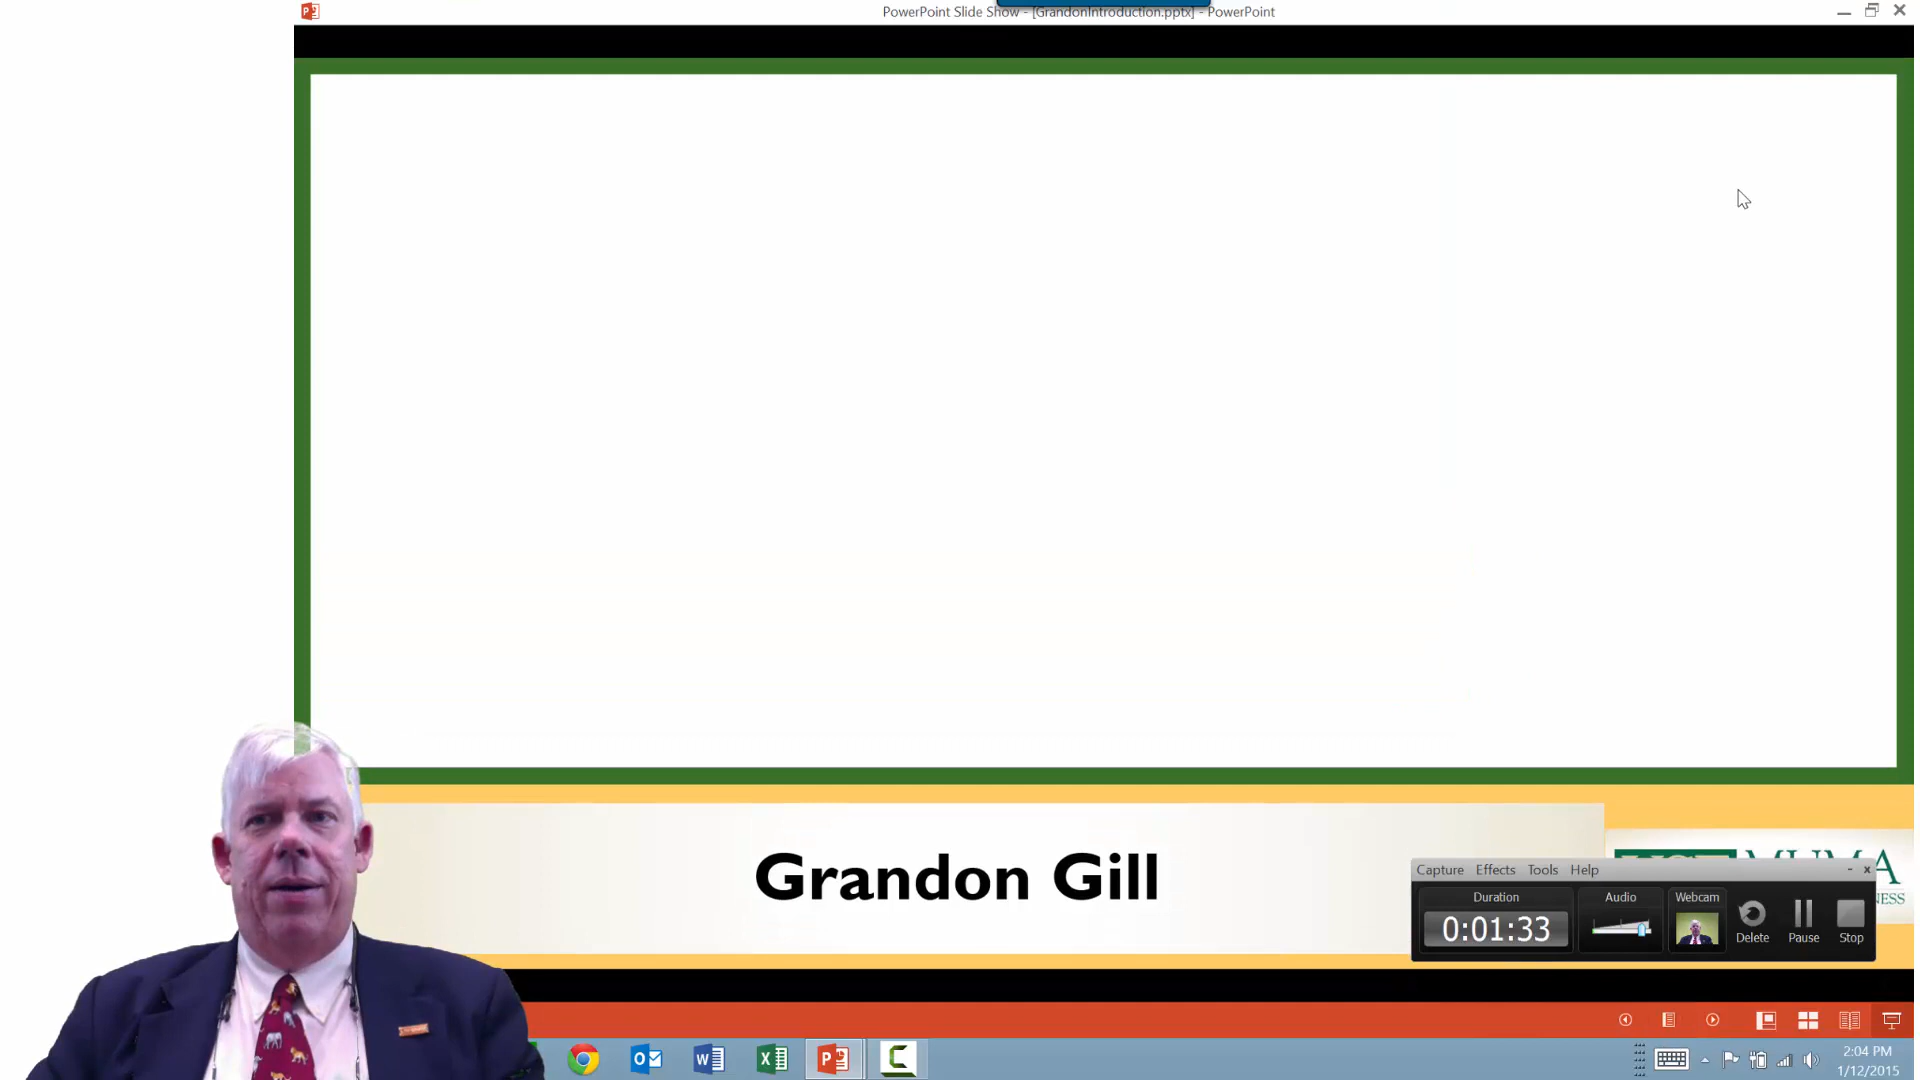 PowerPoint Slide Show - [GrandonIntroduction.pptx] - PowerPoint
Grandon Gill
MUMA
Capture Effects Tools Help
Duration
Audio
Webcam
0:01:33
Delete
Pause
Stop
2:04 PM
1/12/2015